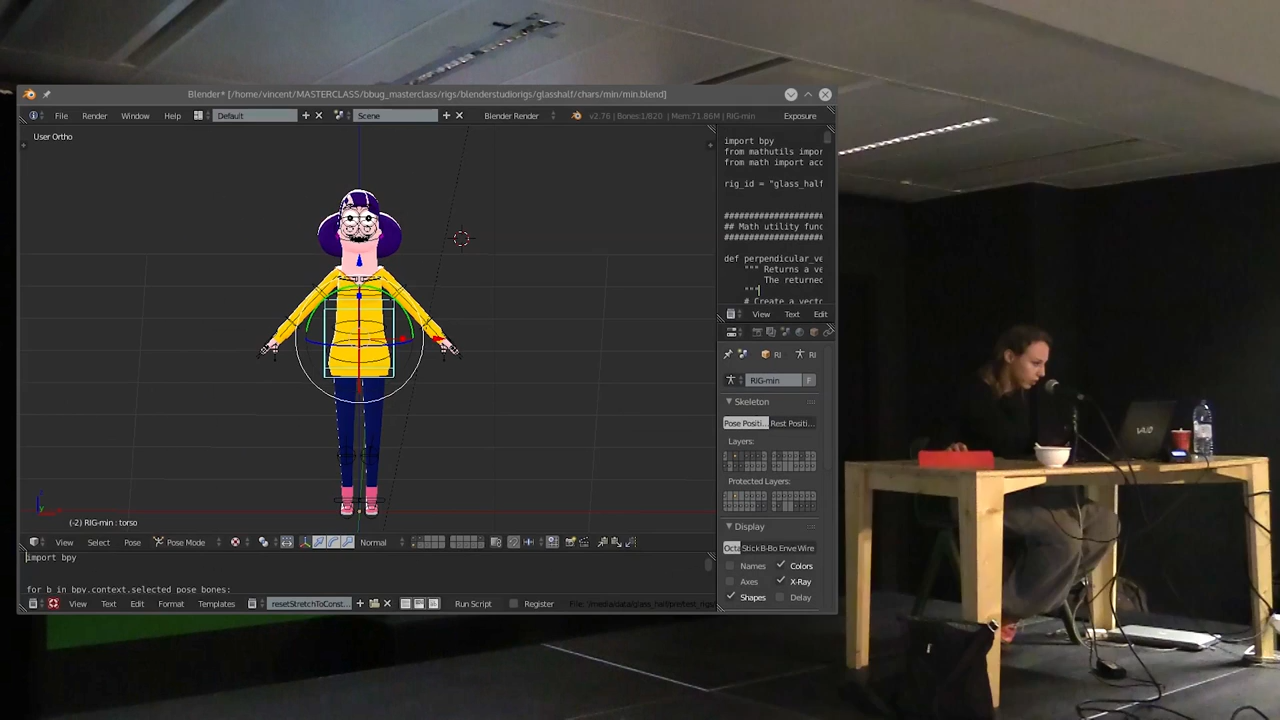 Blender* [/home/vincent/MASTERCLASS/bbug_masterclass/rigs/blenderstudiorigs/glasshalf/chars/min/min.blend]
File Render Window Help Default Scene Blender Render v2.76 | Bones:1/820 | Mem:71.86M | RIG-min Exposure
User Ortho
import bpy
from mathutils impor
from math import acc
rig_id = "glass_half
####################
## Math utility func
####################
def perpendicular_ve
""" Returns a ve
The returned
"""
# Create a vecto
View Text Edit
RI RI
RIG-min F
Skeleton
Pose Positi... Rest Positi...
Layers:
Protected Layers:
Display
Octa Stick B-Bo Enve Wire
Names Colors
Axes X-Ray
Shapes Delay
(-2) RIG-min : torso
View Select Pose Pose Mode Normal
import bpy
for b in bpy.context.selected_pose_bones:
View Text Edit Format Templates resetStretchToConst... Run Script Register
VAIO